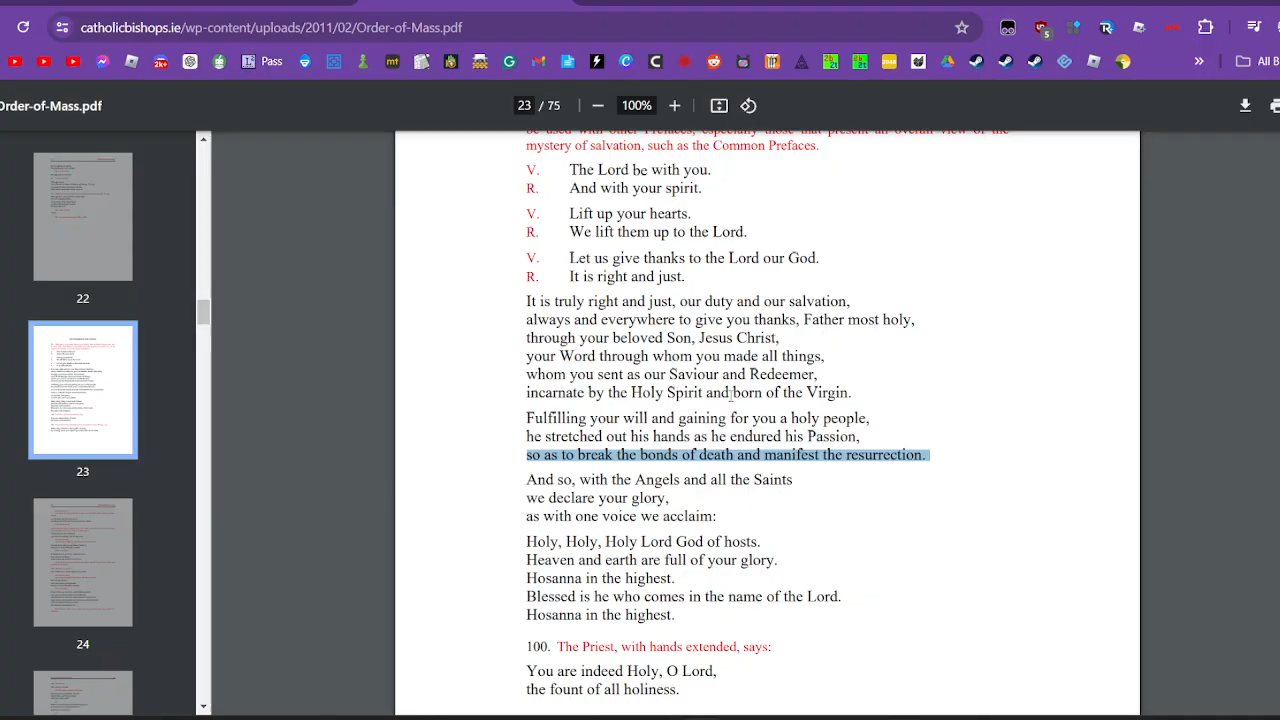 catholicbishops.ie/wp-content/uploads/2011/02/Order-of-Mass.pdf
5
2K+
Pass
mt
All B
Order-of-Mass.pdf
23 / 75
100%
22
23
24
mystery of salvation, such as the Common Prefaces.
V. The Lord be with you.
R. And with your spirit.
V. Lift up your hearts.
R. We lift them up to the Lord.
V. Let us give thanks to the Lord our God.
R. It is right and just.
It is truly right and just, our duty and our salvation,
always and everywhere to give you thanks, Father most holy,
through your beloved Son, Jesus Christ,
your Word through whom you made all things,
whom you sent as our Saviour and Redeemer,
incarnate by the Holy Spirit and born of the Virgin.
Fulfilling your will and gaining for you a holy people,
he stretched out his hands as he endured his Passion,
so as to break the bonds of death and manifest the resurrection.
And so, with the Angels and all the Saints
we declare your glory,
as with one voice we acclaim:
Holy, Holy, Holy Lord God of hosts.
Heaven and earth are full of your glory.
Hosanna in the highest.
Blessed is he who comes in the name of the Lord.
Hosanna in the highest.
100. The Priest, with hands extended, says:
You are indeed Holy, O Lord,
the fount of all holiness.